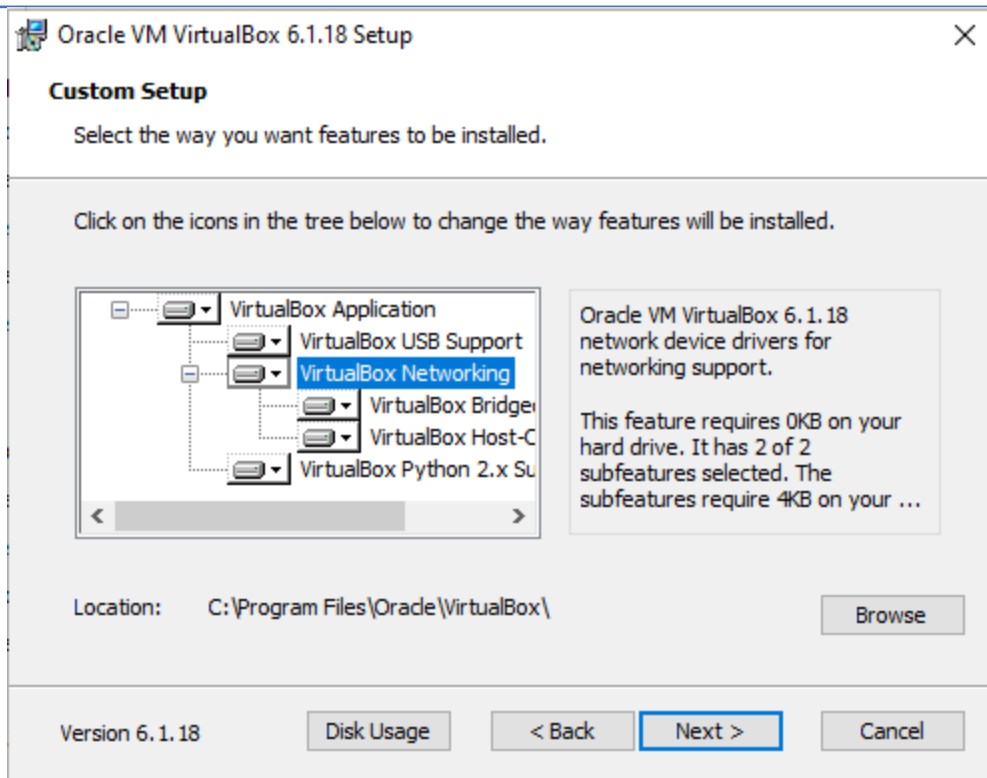 Oracle VM VirtualBox 6.1.18 Setup
Custom Setup
Select the way you want features to be installed.
Click on the icons in the tree below to change the way features will be installed.
VirtualBox Application
VirtualBox USB Support
VirtualBox Networking
VirtualBox Bridge
VirtualBox Host-
VirtualBox Python 2.x Su
Oracle VM VirtualBox 6.1.18
network device drivers for
networking support.
This feature requires 0KB on your
hard drive. It has 2 of 2
subfeatures selected. The
subfeatures require 4KB on your ...
Location: C:\Program Files\Oracle\VirtualBox\
Browse
Version 6.1.18
Disk Usage
< Back
Next >
Cancel